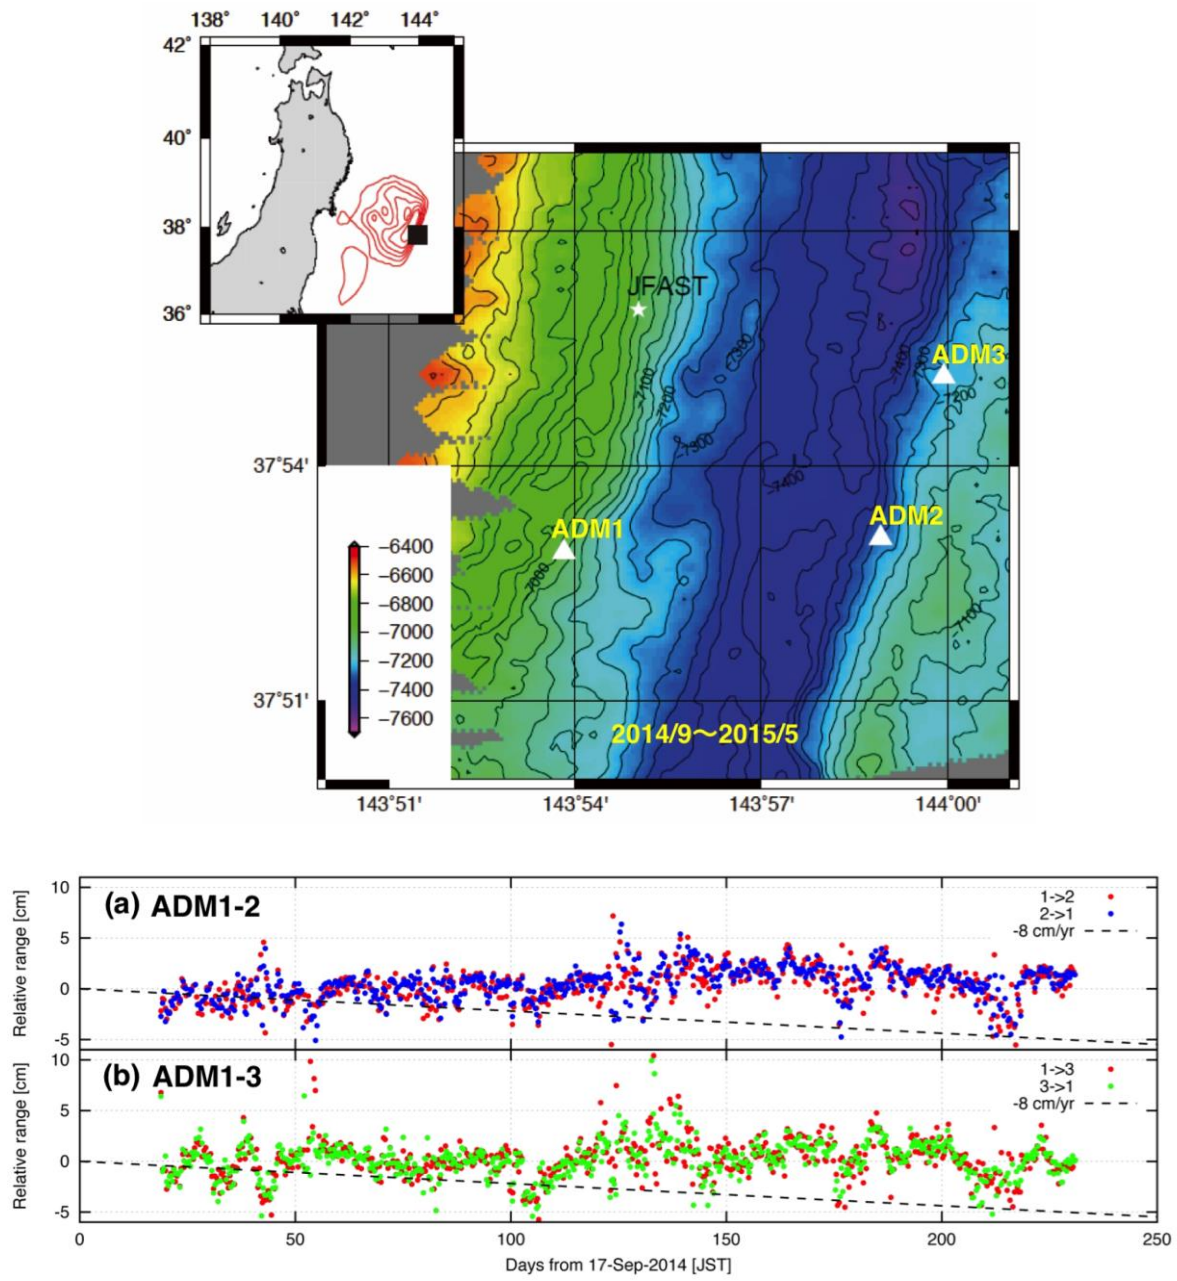 138° 140° 142° 144°
42°
40°
38°
36°
JFAST
ADM3
−7300
−7400
−7300
−7100
−7200
−7200
−7300
37°54'
−7400
ADM2
ADM1
−6400
−6600
−6800
−7000
−7200
−7400
−7600
7000
−7100
37°51'
2014/9～2015/5
143°51' 143°54' 143°57' 144°00'
(a) ADM1-2
1->2
2->1
-8 cm/yr
Relative range [cm]
10
5
0
-5
(b) ADM1-3
1->3
3->1
-8 cm/yr
Relative range [cm]
10
5
0
-5
0 50 100 150 200 250
Days from 17-Sep-2014 [JST]